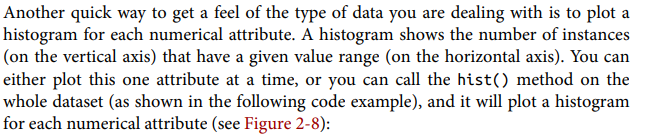 Another quick way to get a feel of the type of data you are dealing with is to plot a
histogram for each numerical attribute. A histogram shows the number of instances
(on the vertical axis) that have a given value range (on the horizontal axis). You can
either plot this one attribute at a time, or you can call the hist() method on the
whole dataset (as shown in the following code example), and it will plot a histogram
for each numerical attribute (see Figure 2-8):